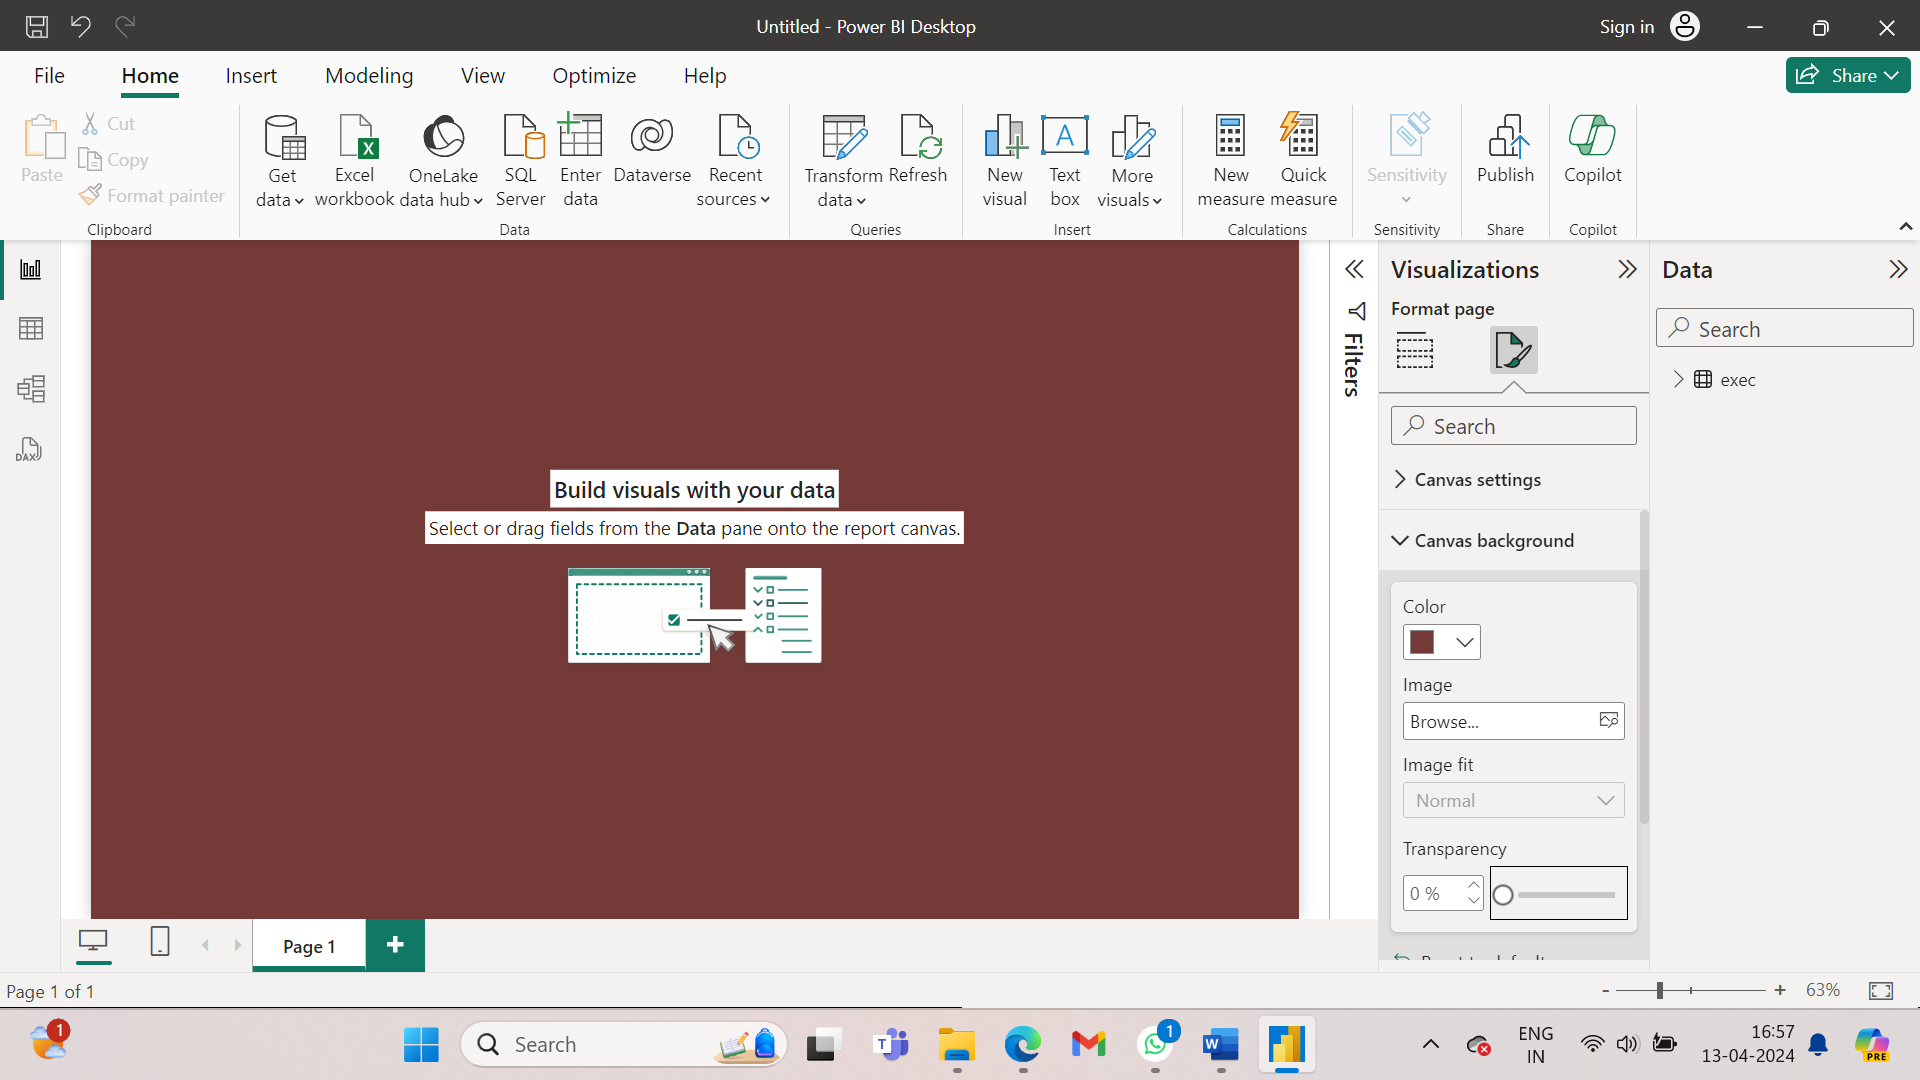 Untitled - Power BI Desktop
Sign in
File
Home
Insert
Modeling
View
Optimize
Help
Share
Paste
Cut
Copy
Format painter
Clipboard
Get data
Excel workbook
OneLake data hub
SQL Server
Enter data
Dataverse
Recent sources
Data
Transform data
Refresh
Queries
New visual
Text box
More visuals
Insert
New measure
Quick measure
Calculations
Sensitivity
Sensitivity
Publish
Share
Copilot
Copilot
DAX
Build visuals with your data
Select or drag fields from the Data pane onto the report canvas.
Filters
Visualizations
Format page
Search
Canvas settings
Canvas background
Color
Image
Browse...
Image fit
Normal
Transparency
0 %
Data
Search
exec
Page 1
Page 1 of 1
- + 63%
1
Search
1
ENG
IN
16:57
13-04-2024
PRE